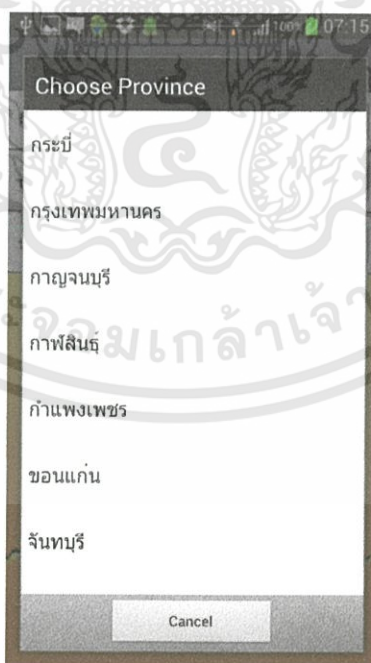 100% 07:15
Choose Province
กระบี่
กรุงเทพมหานคร
กาญจนบุรี
กาฬสินธุ์
กำแพงเพชร
ขอนแก่น
จันทบุรี
Cancel